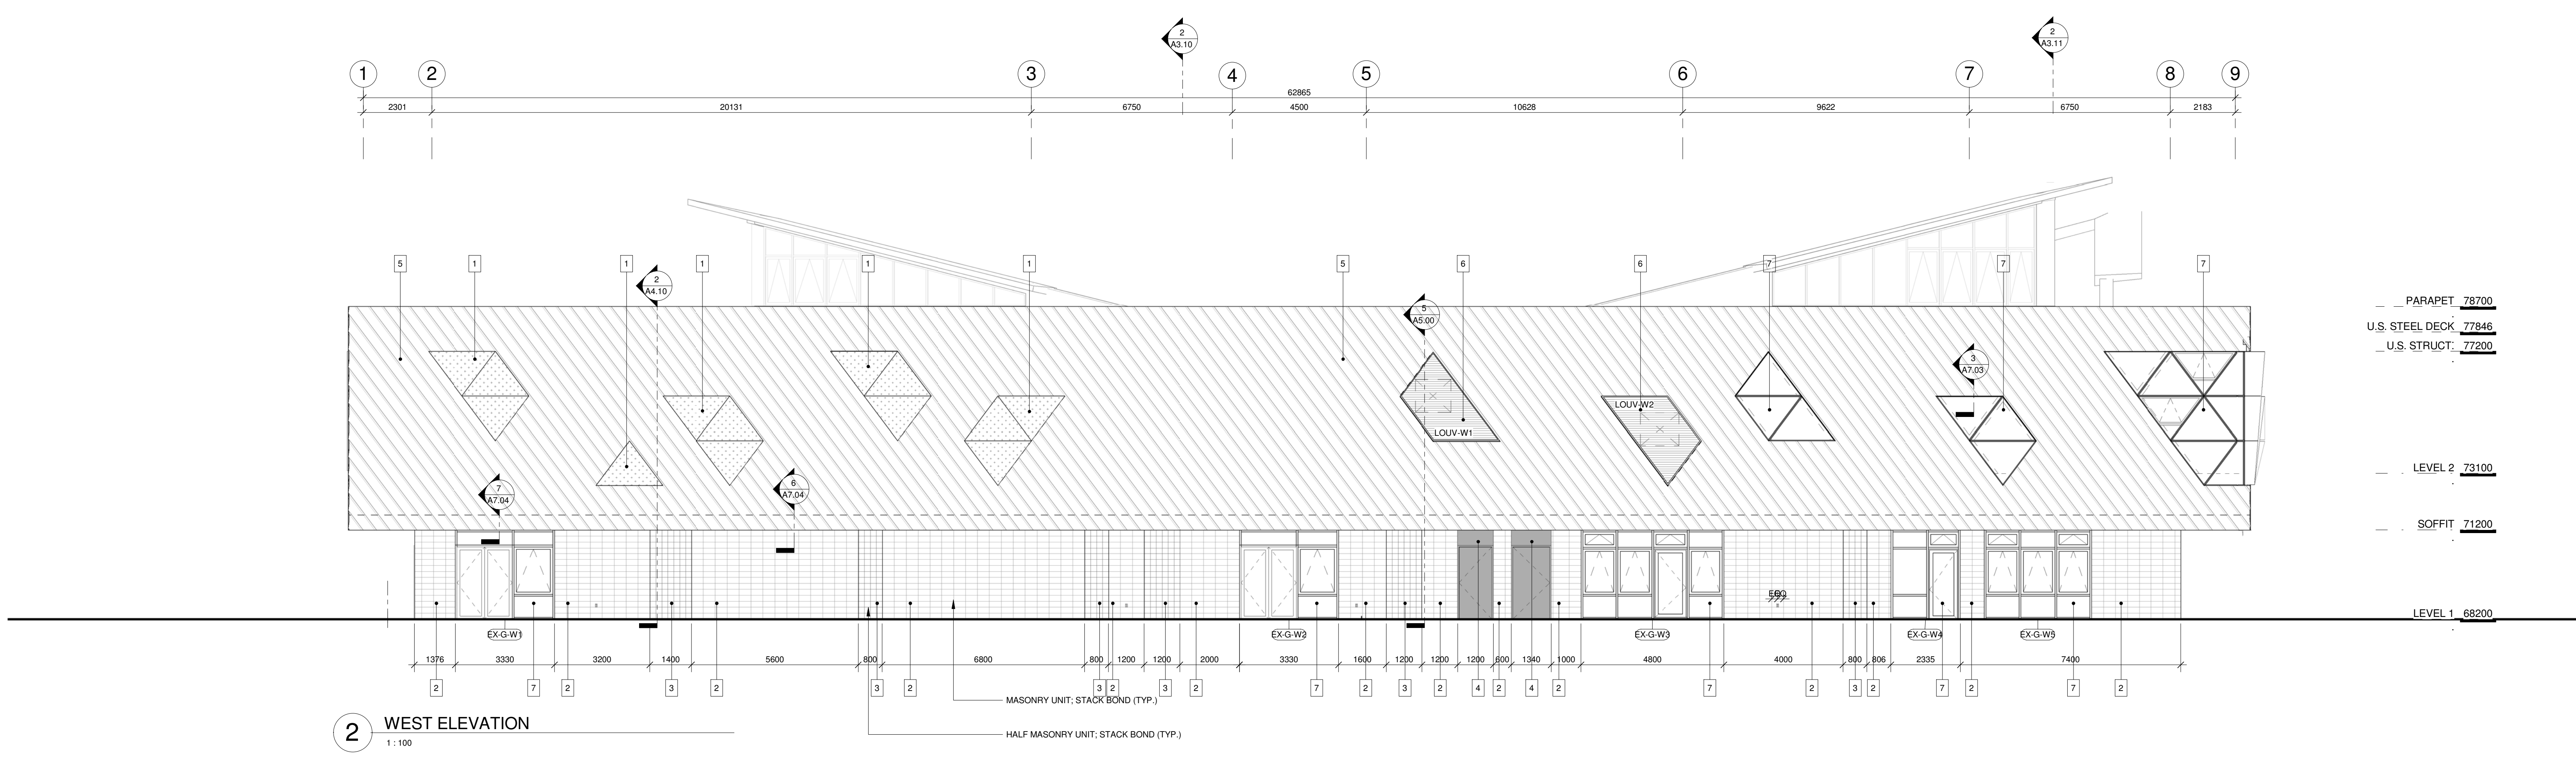 2
A3.10
2
A3.11
1 2 3 4 5 6 7 8 9
62865
2301 20131 6750 4500 10628 9622 6750 2183
5 1 1 1 1 1 5 6 6 7 7 7
2
A4.10
5
A5.00
3
A7.03
7
A7.04
6
A7.04
LOUV-W2
LOUV-W1
PARAPET 78700
U.S. STEEL DECK 77846
U.S. STRUCT. 77200
LEVEL 2 73100
SOFFIT 71200
LEVEL 1 68200
EX-G-W1 EX-G-W2 EX-G-W3 EX-G-W4 EX-G-W5
1376 3330 3200 1400 5600 800 6800 800 1200 1200 2000 3330 1600 1200 1200 1200 600 1340 1000 4800 4000 800 806 2335 7400
2 7 2 3 2 3 2 3 2 3 2 7 2 3 2 4 2 4 2 7 2 3 2 7 2 7 2
MASONRY UNIT; STACK BOND (TYP.)
HALF MASONRY UNIT; STACK BOND (TYP.)
2 WEST ELEVATION
1 : 100